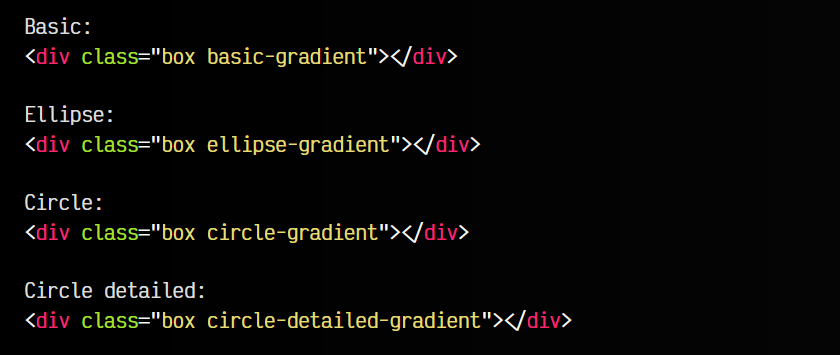 Basic:
<div class="box basic-gradient"></div>
Ellipse:
<div class="box ellipse-gradient"></div>
Circle:
<div class="box circle-gradient"></div>
Circle detailed:
<div class="box circle-detailed-gradient"></div>